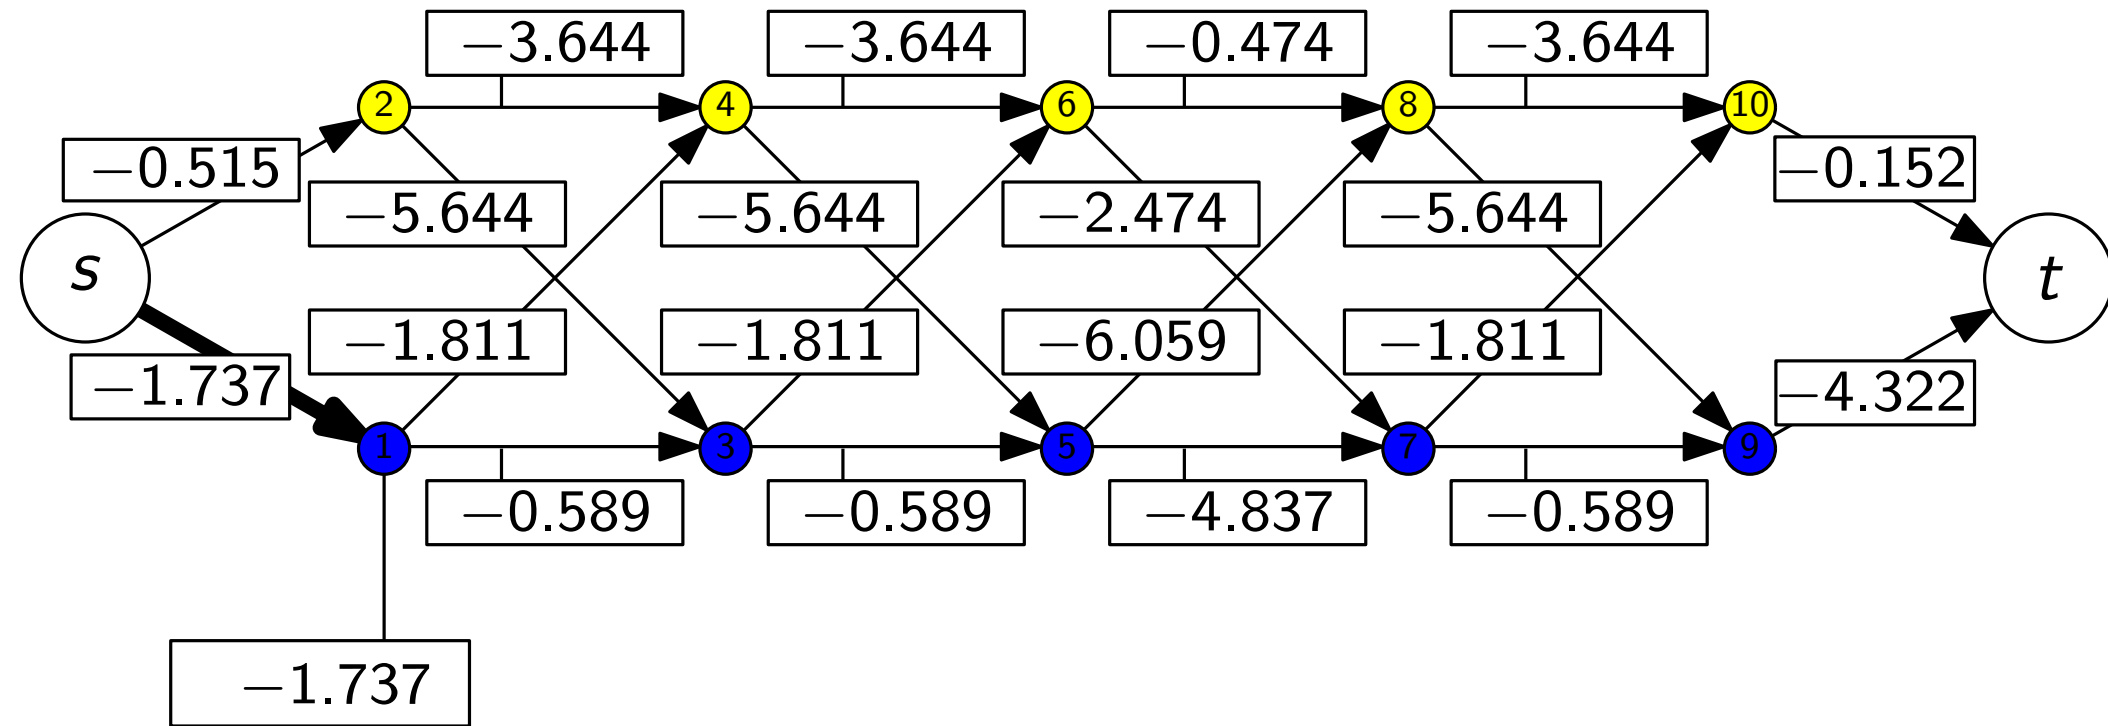 −3.644 −3.644 −0.474 −3.644
2 4 6 8 10
−0.515 −0.152
−5.644 −5.644 −2.474 −5.644
s t
−1.811 −1.811 −6.059 −1.811
−1.737 −4.322
1 3 5 7 9
−0.589 −0.589 −4.837 −0.589
−1.737